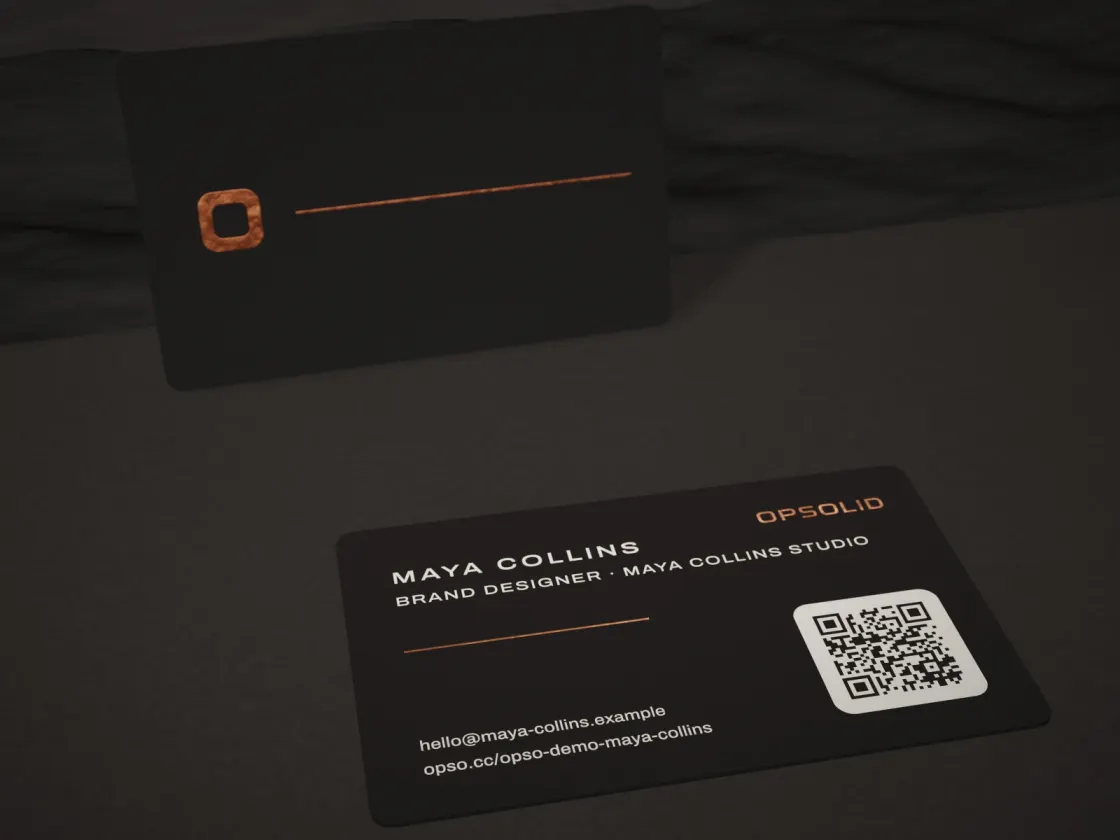 OPSOLID
MAYA COLLINS
BRAND DESIGNER · MAYA COLLINS STUDIO
hello@maya-collins.example
opso.cc/opso-demo-maya-collins